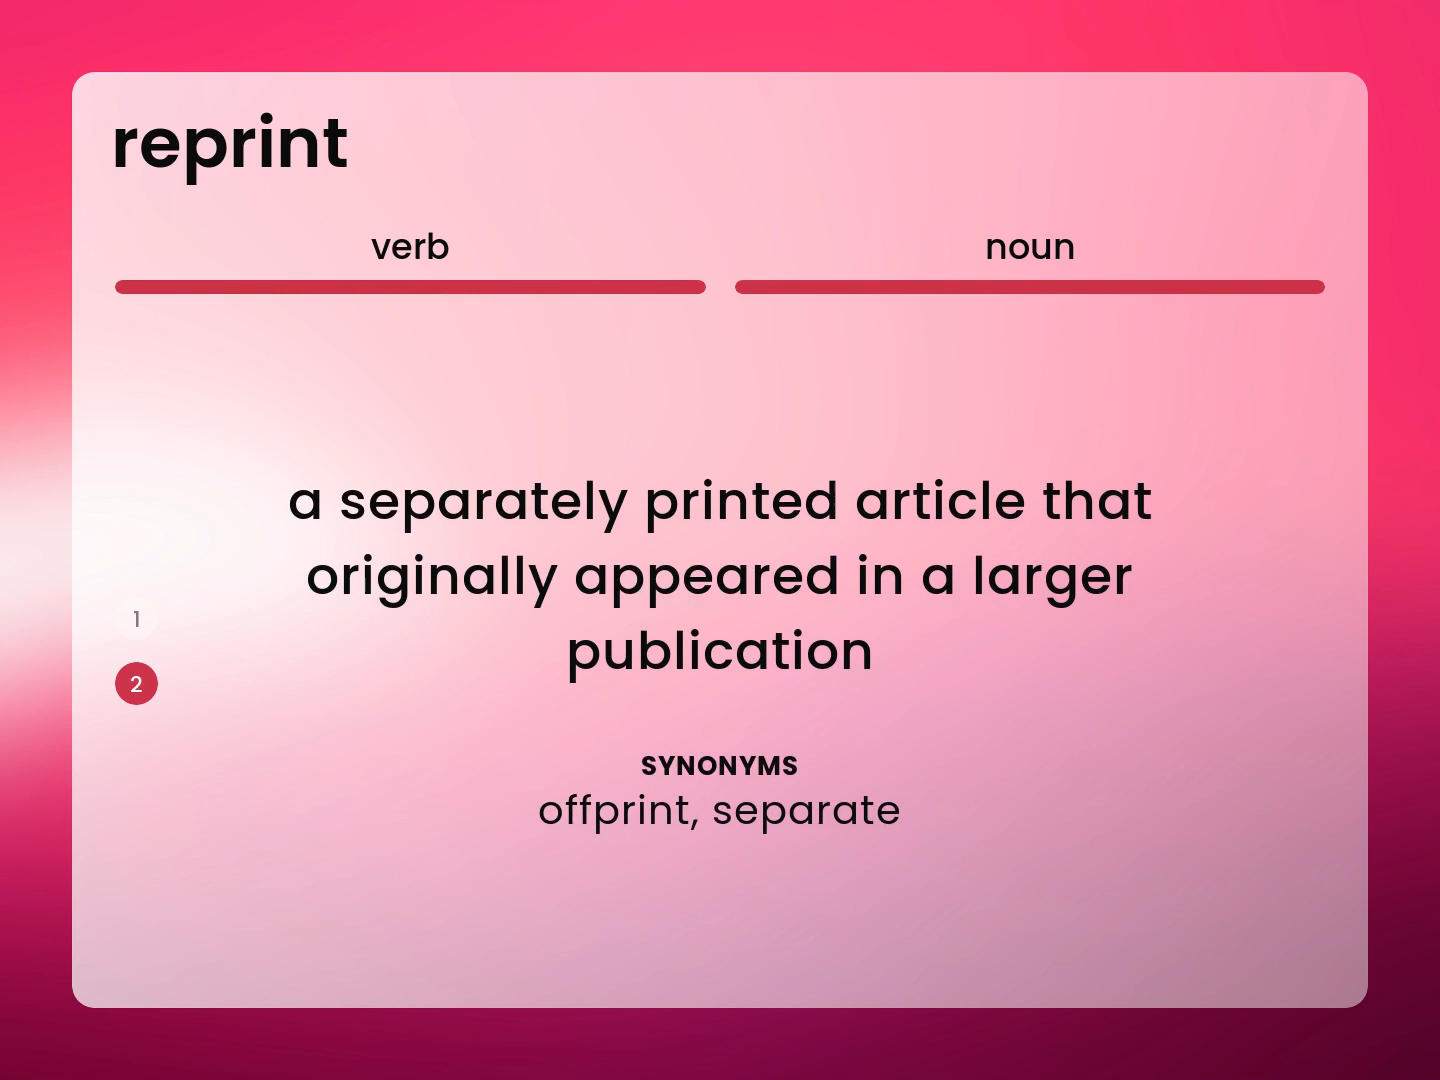 reprint
verb
noun
a separately printed article that
originally appeared in a larger
publication
1
2
SYNONYMS
offprint, separate